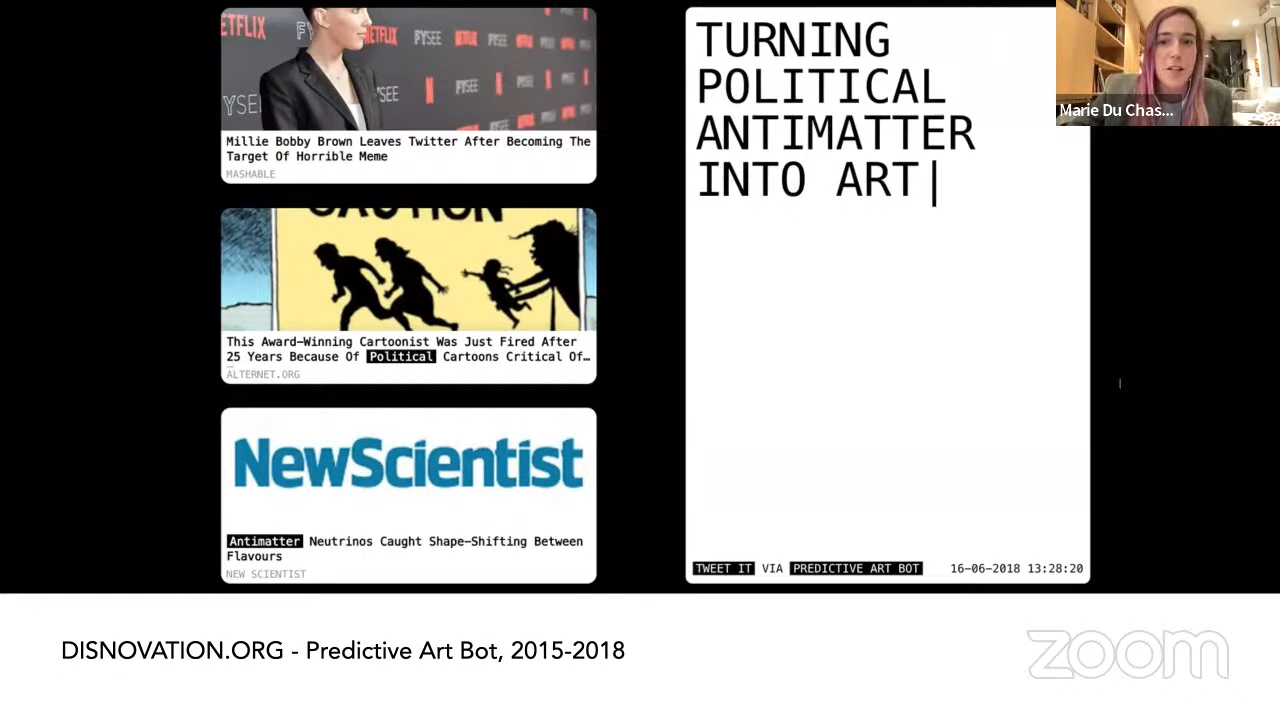 ETFLIX
FYSEE
NETFLIX
FYSEE
NETFLIX
FYSEE
YSEE
FYSEE
Millie Bobby Brown Leaves Twitter After Becoming The
Target Of Horrible Meme
MASHABLE
CAUTION
This Award-Winning Cartoonist Was Just Fired After
25 Years Because Of Political Cartoons Critical Of…
ALTERNET.ORG
NewScientist
Antimatter Neutrinos Caught Shape-Shifting Between
Flavours
NEW SCIENTIST
TURNING
POLITICAL
ANTIMATTER
INTO ART|
TWEET IT VIA PREDICTIVE ART BOT 16-06-2018 13:28:20
Marie Du Chas...
DISNOVATION.ORG - Predictive Art Bot, 2015-2018
zoom